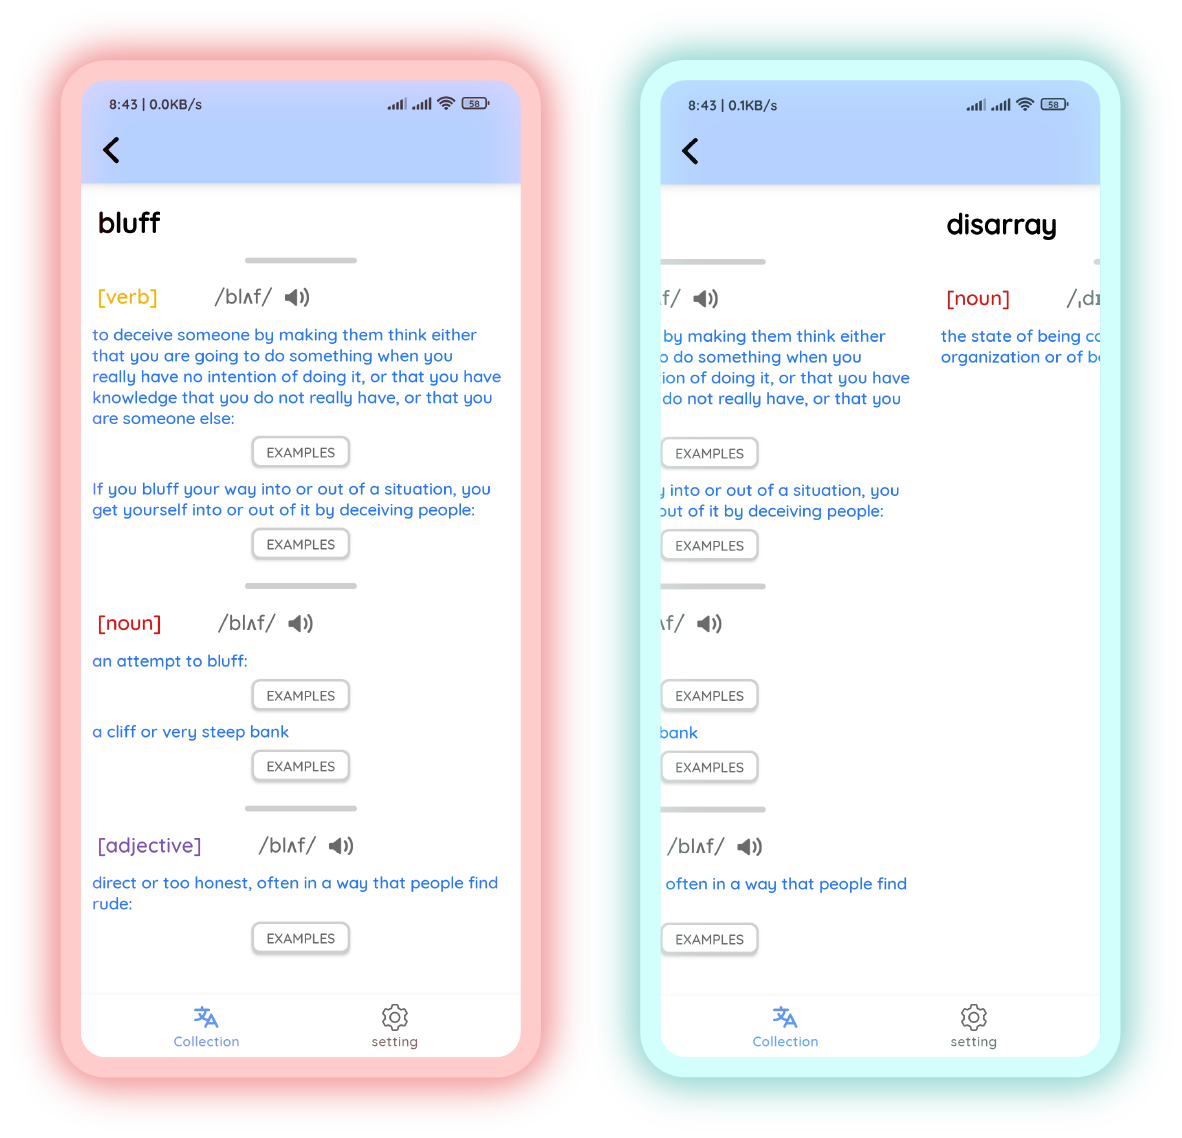 8:43 | 0.0KB/s
58
bluff
[verb] /blʌf/
to deceive someone by making them think either
that you are going to do something when you
really have no intention of doing it, or that you have
knowledge that you do not really have, or that you
are someone else:
EXAMPLES
If you bluff your way into or out of a situation, you
get yourself into or out of it by deceiving people:
EXAMPLES
[noun] /blʌf/
an attempt to bluff:
EXAMPLES
a cliff or very steep bank
EXAMPLES
[adjective] /blʌf/
direct or too honest, often in a way that people find
rude:
EXAMPLES
Collection
setting
8:43 | 0.1KB/s
58
f/
by making them think either
o do something when you
ion of doing it, or that you have
do not really have, or that you
EXAMPLES
y into or out of a situation, you
out of it by deceiving people:
EXAMPLES
ʌf/
EXAMPLES
bank
EXAMPLES
/blʌf/
often in a way that people find
EXAMPLES
disarray
[noun] /ˌdɪ
the state of being co
organization or of b
Collection
setting